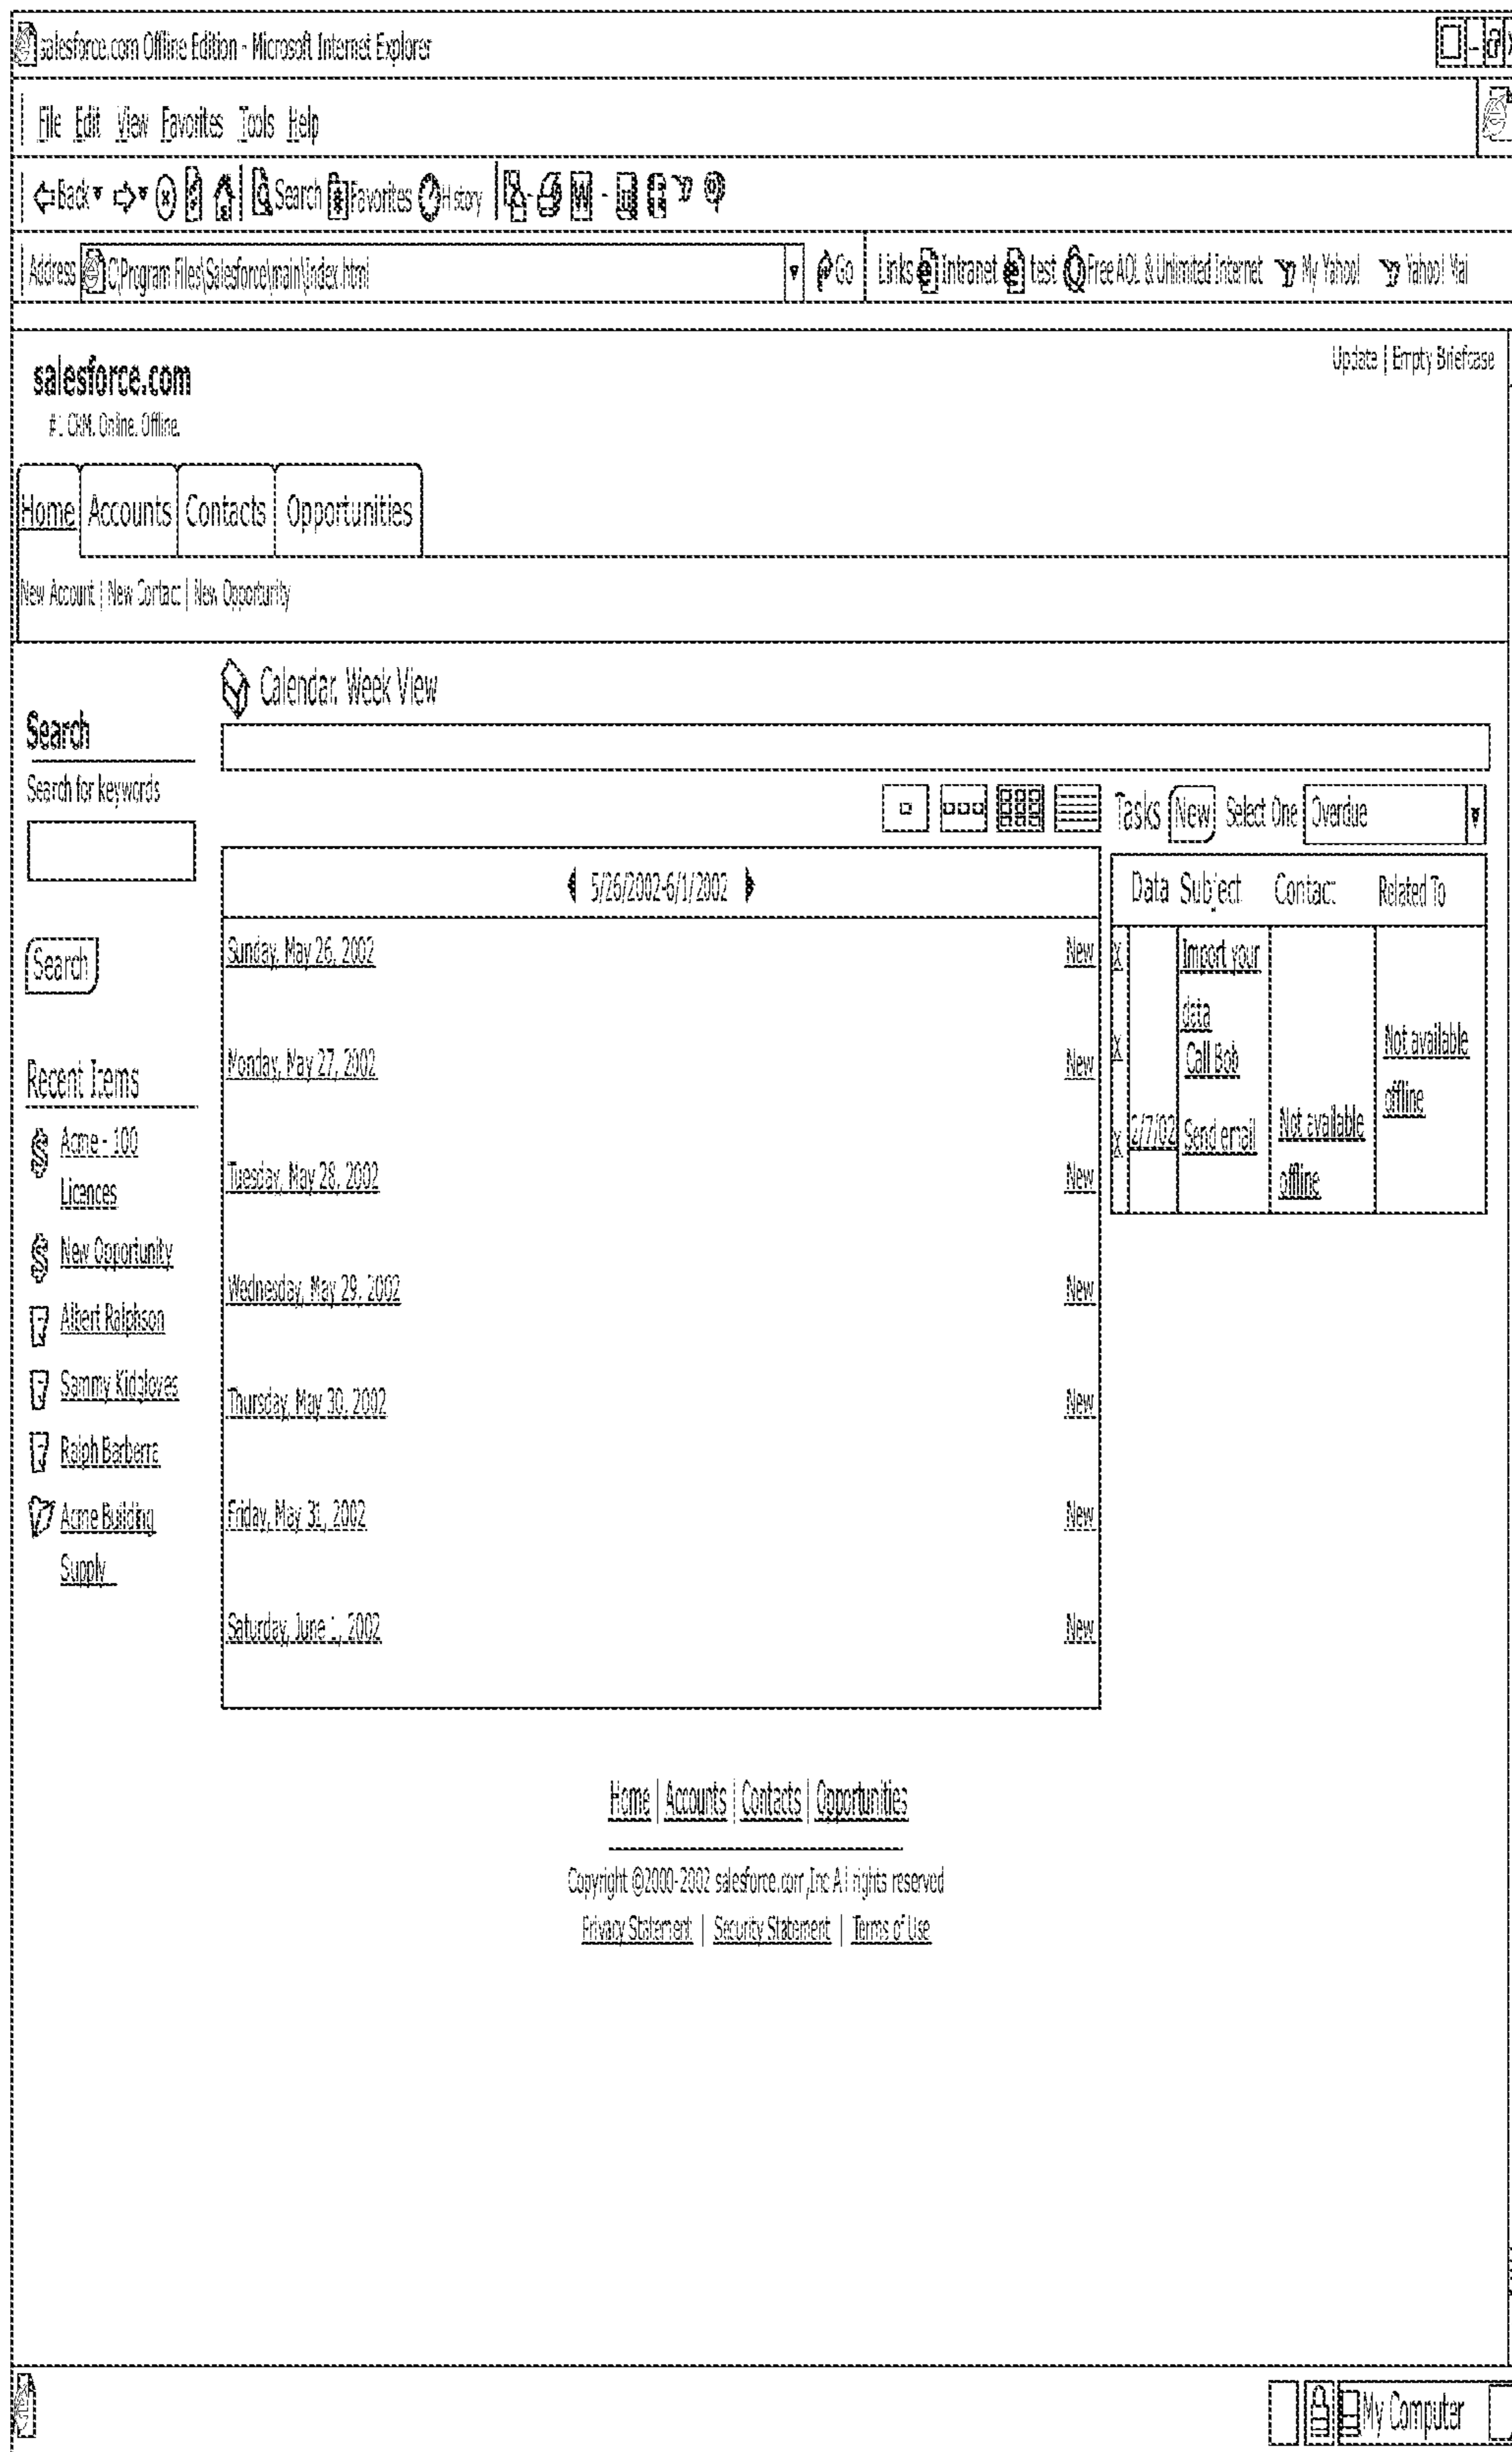 salesforce.com Offline Edition - Microsoft Internet Explorer
File Edit View Favorites Tools Help
Back Search Favorites History W
Address C:\Program Files\Salesforce\main\index.html Go Links Intranet test Free AOL & Unlimited Internet My Yahoo! Yahoo! Mail
salesforce.com
Update | Empty Briefcase
#1 CRM. Online. Offline.
Home Accounts Contacts Opportunities
New Account | New Contact | New Opportunity
Calendar. Week View
Search
Search for keywords
Search
Recent Items
Acme - 100
Licences
New Opportunity
Albert Ralphson
Sammy Kidgloves
Ralph Barberra
Acme Building
Supply
5/26/2002-6/1/2002
Sunday, May 26, 2002 New
Monday, May 27, 2002 New
Tuesday, May 28, 2002 New
Wednesday, May 29, 2002 New
Thursday, May 30, 2002 New
Friday, May 31, 2002 New
Saturday, June 1, 2002 New
Tasks New Select One Overdue
Data Subject Contact Related To
X Import your
data
X Call Bob
Not available
offline
X 2/7/02 Send email Not available
offline
Home | Accounts | Contacts | Opportunities
Copyright ©2000-2002 salesforce.com,Inc All rights reserved
Privacy Statement | Security Statement | Terms of Use
My Computer